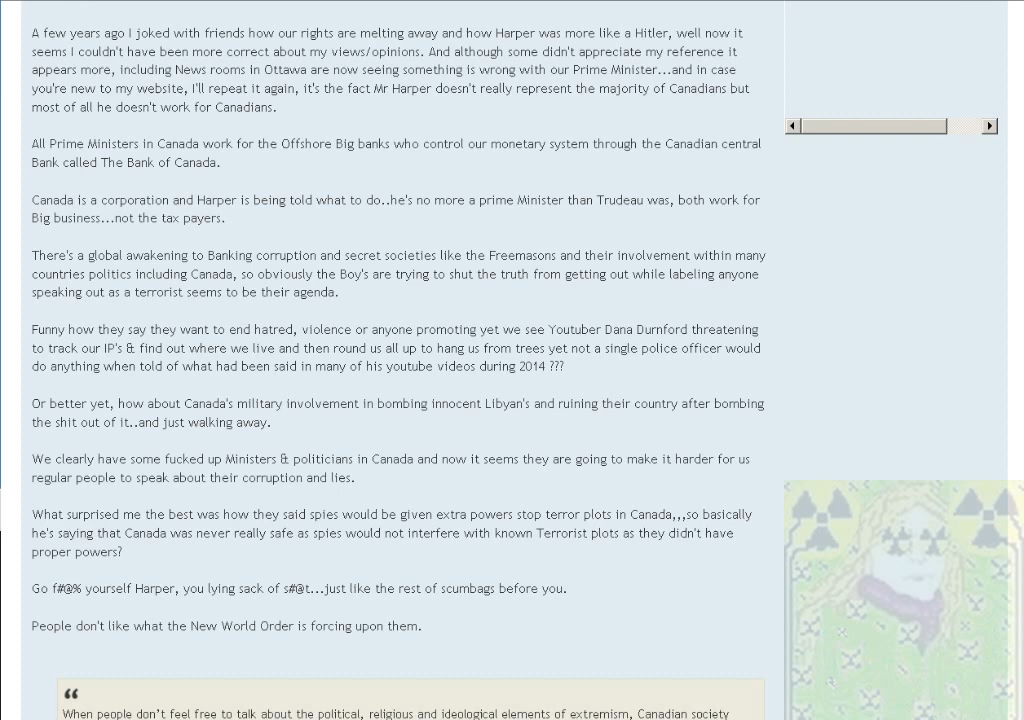 A few years ago I joked with friends how our rights are melting away and how Harper was more like a Hitler, well now it
seems I couldn't have been more correct about my views/opinions. And although some didn't appreciate my reference it
appears more, including News rooms in Ottawa are now seeing something is wrong with our Prime Minister...and in case
you're new to my website, I'll repeat it again, it's the fact Mr Harper doesn't really represent the majority of Canadians but
most of all he doesn't work for Canadians.
All Prime Ministers in Canada work for the Offshore Big banks who control our monetary system through the Canadian central
Bank called The Bank of Canada.
Canada is a corporation and Harper is being told what to do..he's no more a prime Minister than Trudeau was, both work for
Big business...not the tax payers.
There's a global awakening to Banking corruption and secret societies like the Freemasons and their involvement within many
countries politics including Canada, so obviously the Boy's are trying to shut the truth from getting out while labeling anyone
speaking out as a terrorist seems to be their agenda.
Funny how they say they want to end hatred, violence or anyone promoting yet we see Youtuber Dana Durnford threatening
to track our IP's & find out where we live and then round us all up to hang us from trees yet not a single police officer would
do anything when told of what had been said in many of his youtube videos during 2014 ???
Or better yet, how about Canada's military involvement in bombing innocent Libyan's and ruining their country after bombing
the shit out of it..and just walking away.
We clearly have some fucked up Ministers & politicians in Canada and now it seems they are going to make it harder for us
regular people to speak about their corruption and lies.
What surprised me the best was how they said spies would be given extra powers stop terror plots in Canada,,,so basically
he's saying that Canada was never really safe as spies would not interfere with known Terrorist plots as they didn't have
proper powers?
Go f#@% yourself Harper, you lying sack of s#@t...just like the rest of scumbags before you.
People don't like what the New World Order is forcing upon them.
“
When people don't feel free to talk about the political, religious and ideological elements of extremism, Canadian society